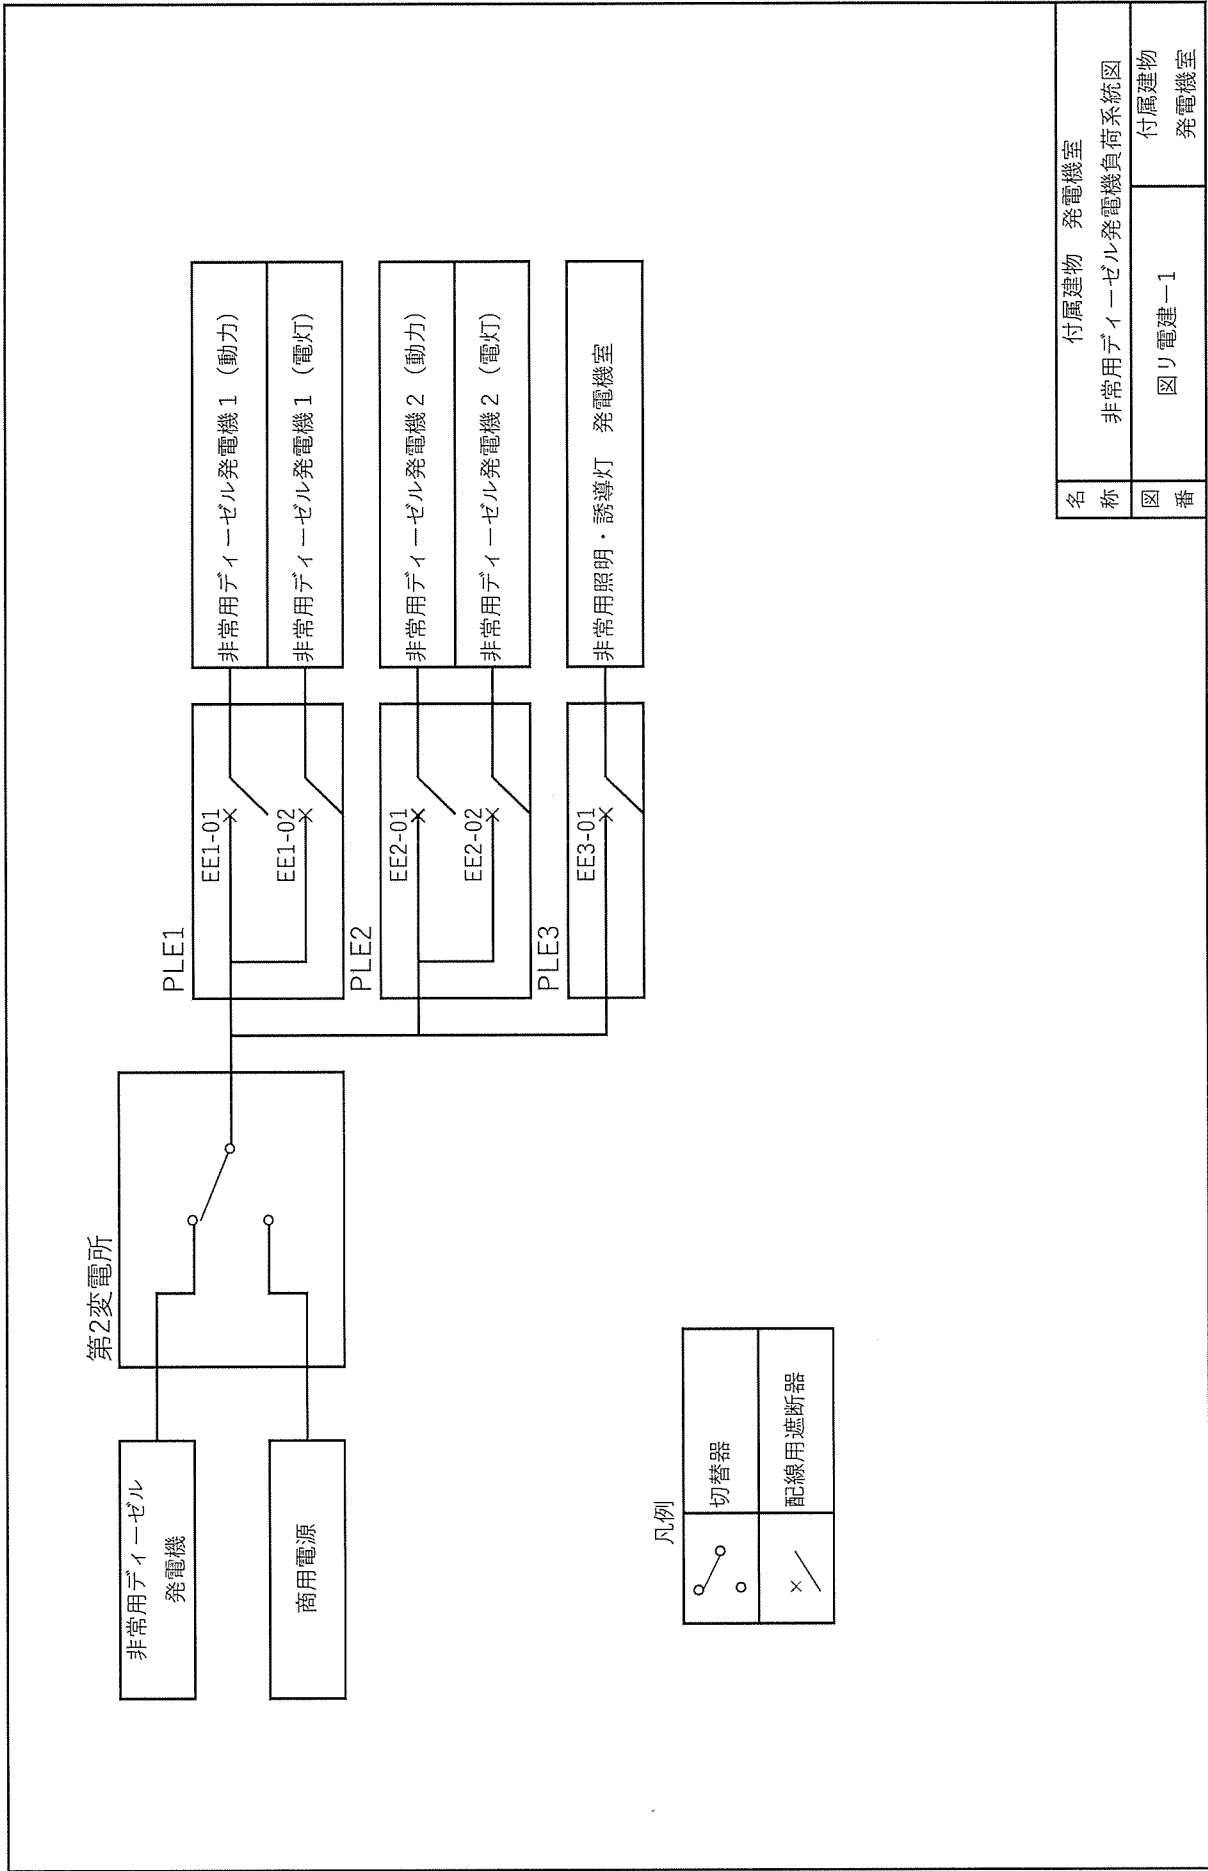 第2変電所
非常用ディーゼル
発電機
商用電源
PLE1
EE1-01
EE1-02
非常用ディーゼル発電機1（動力）
非常用ディーゼル発電機1（電灯）
PLE2
EE2-01
EE2-02
非常用ディーゼル発電機2（動力）
非常用ディーゼル発電機2（電灯）
PLE3
EE3-01
非常用照明・誘導灯　発電機室
凡例
切替器
配線用遮断器
名
称
付属建物　発電機室
非常用ディーゼル発電機負荷系統図
図
番
図リ電建－1
付属建物
発電機室